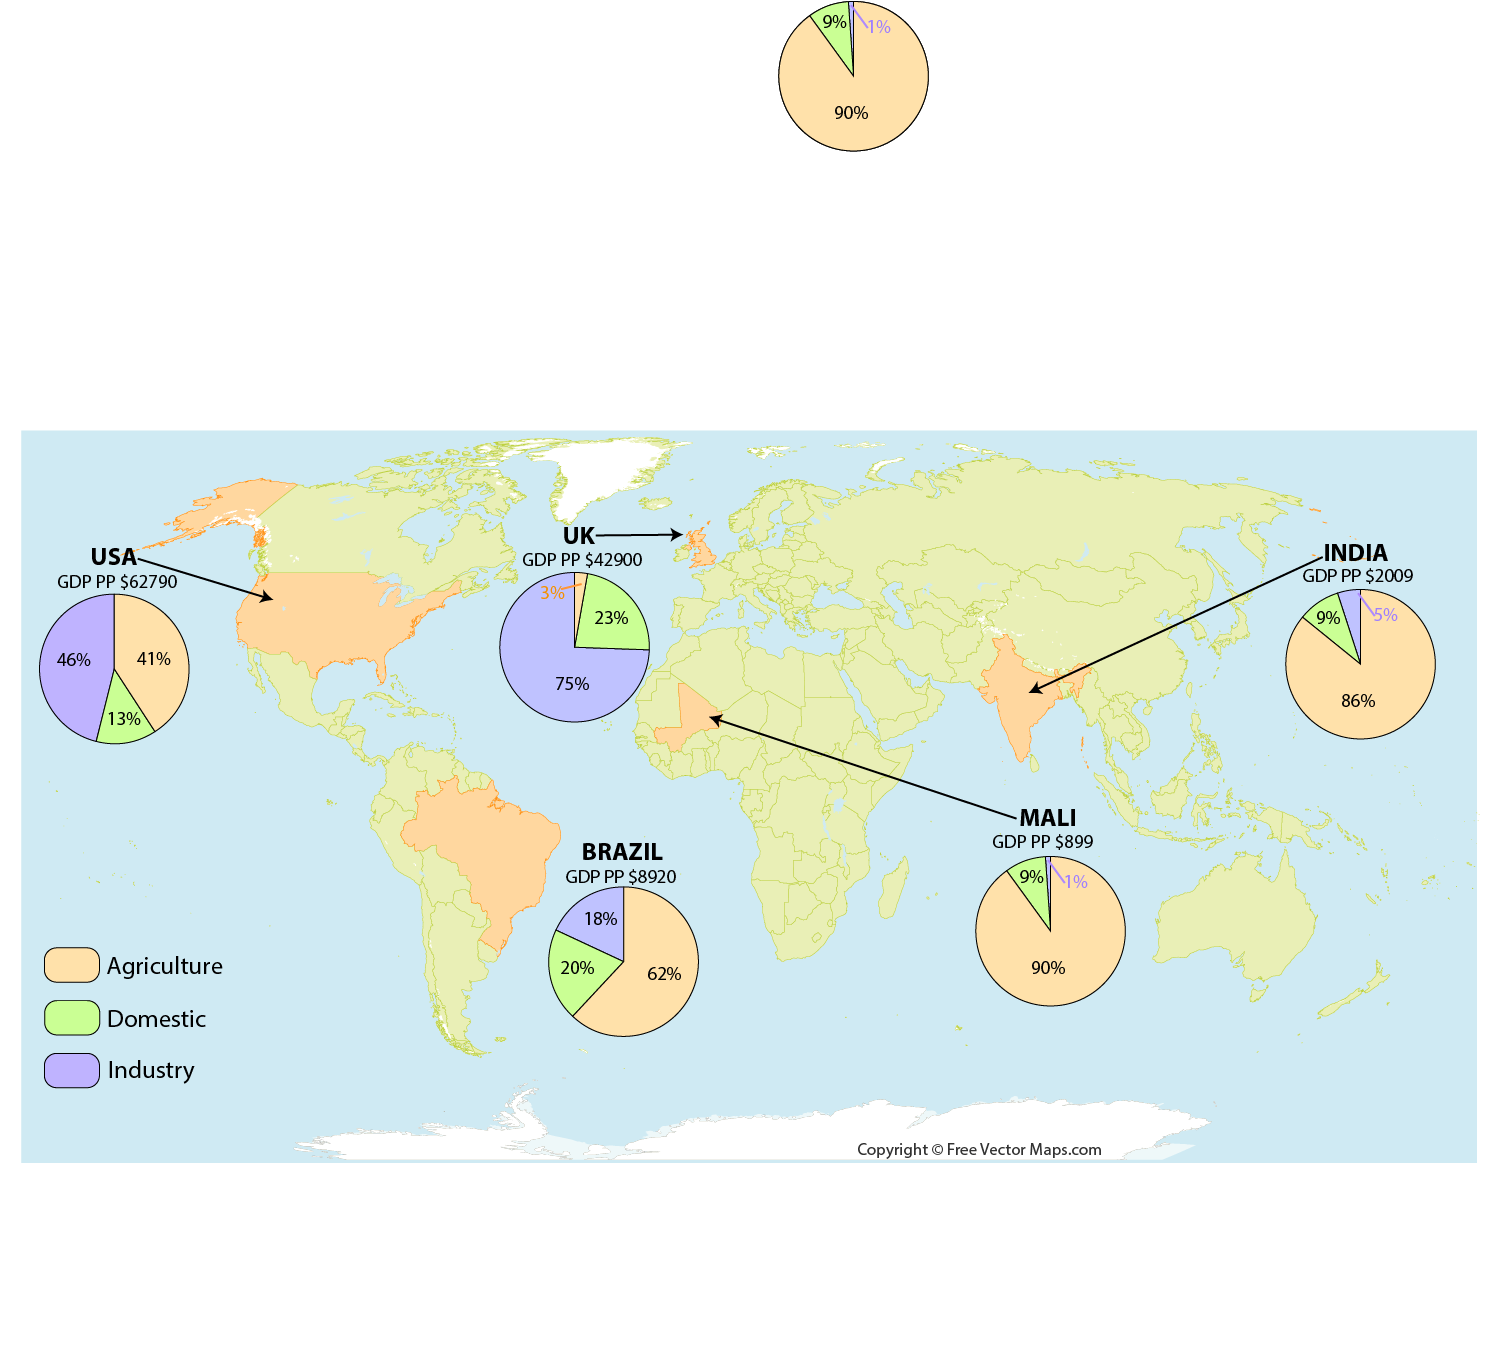 9%
1%
90%
UK
GDP PP $42900
3%
23%
75%
USA
GDP PP $62790
46%
41%
13%
INDIA
GDP PP $2009
9%
5%
86%
MALI
GDP PP $899
9%
1%
90%
BRAZIL
GDP PP $8920
18%
20%
62%
Agriculture
Domestic
Industry
Copyright © Free Vector Maps.com